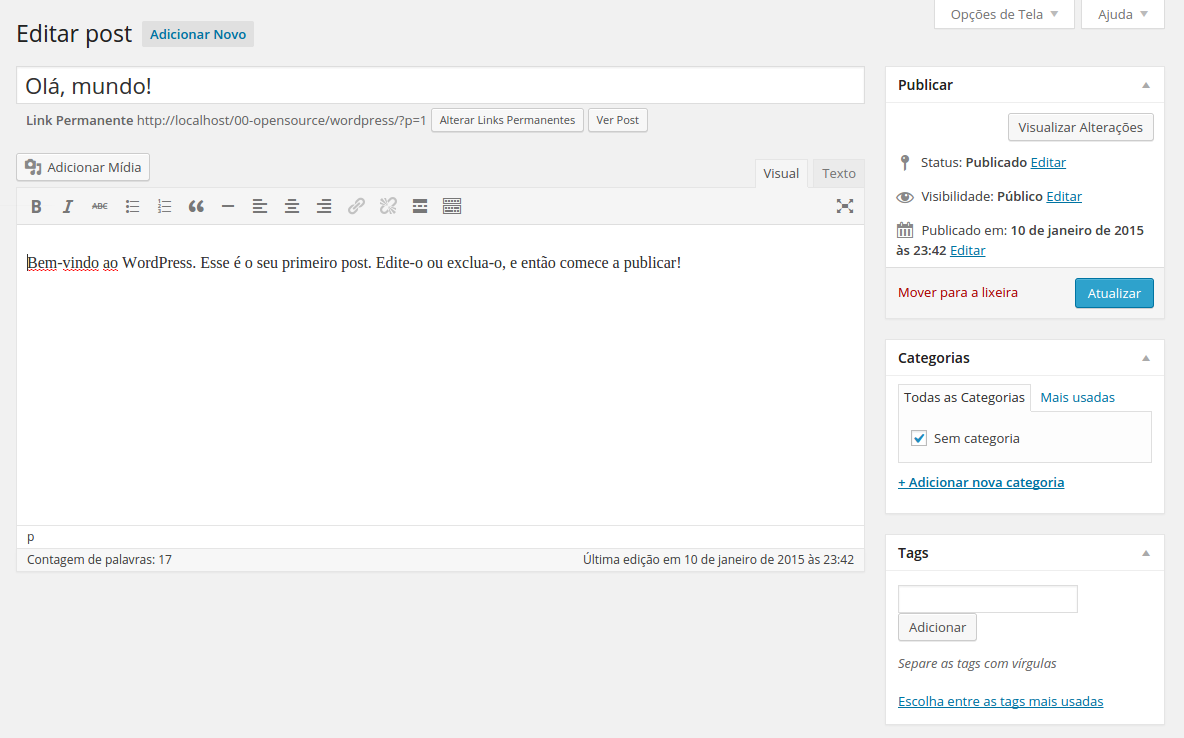 Opções de Tela
Ajuda
Editar post Adicionar Novo
Olá, mundo!
Link Permanente http://localhost/00-opensource/wordpress/?p=1 Alterar Links Permanentes Ver Post
Adicionar Mídia
Visual Texto
B I ABC
Bem-vindo ao WordPress. Esse é o seu primeiro post. Edite-o ou exclua-o, e então comece a publicar!
p
Contagem de palavras: 17 Última edição em 10 de janeiro de 2015 às 23:42
Publicar
Visualizar Alterações
Status: Publicado Editar
Visibilidade: Público Editar
Publicado em: 10 de janeiro de 2015
às 23:42 Editar
Mover para a lixeira Atualizar
Categorias
Todas as Categorias Mais usadas
Sem categoria
+ Adicionar nova categoria
Tags
Adicionar
Separe as tags com vírgulas
Escolha entre as tags mais usadas